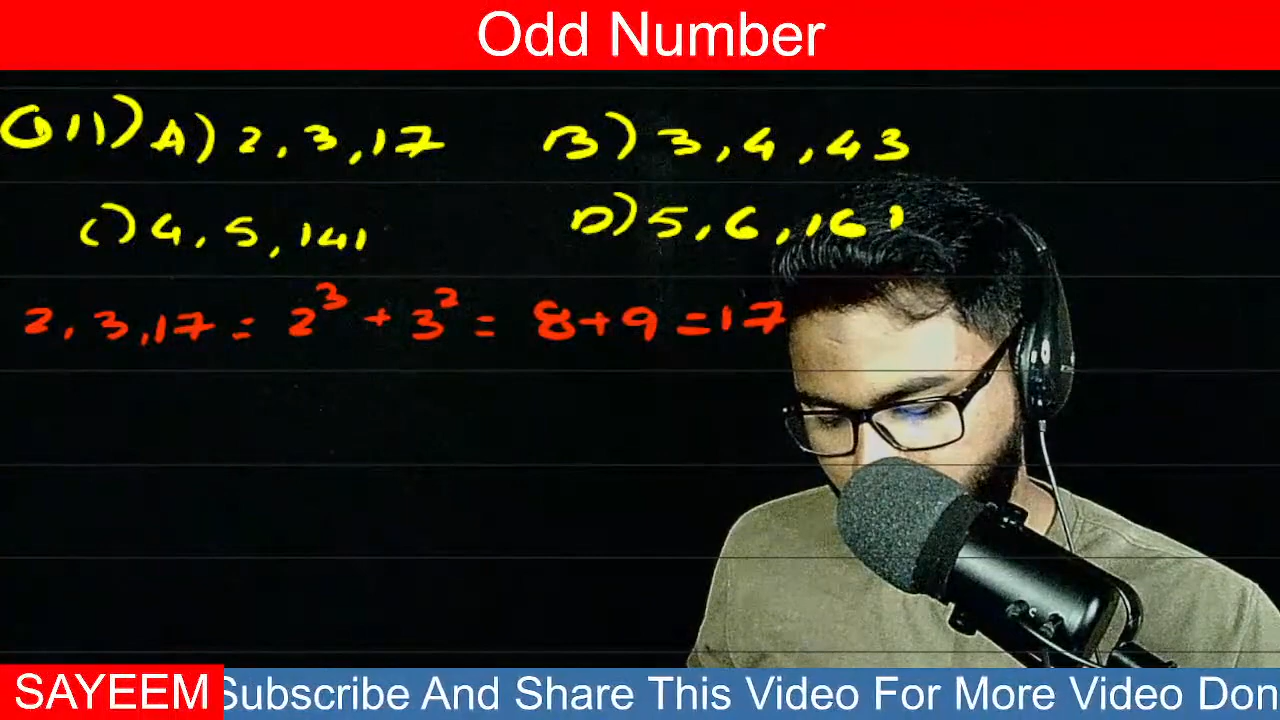 Odd Number
Q11) A) 2, 3, 17 B) 3, 4, 43
C) 4, 5, 141 D) 5, 6, 161
2, 3, 17 = 2³ + 3² = 8 + 9 = 17
SAYEEM Subscribe And Share This Video For More Video Don